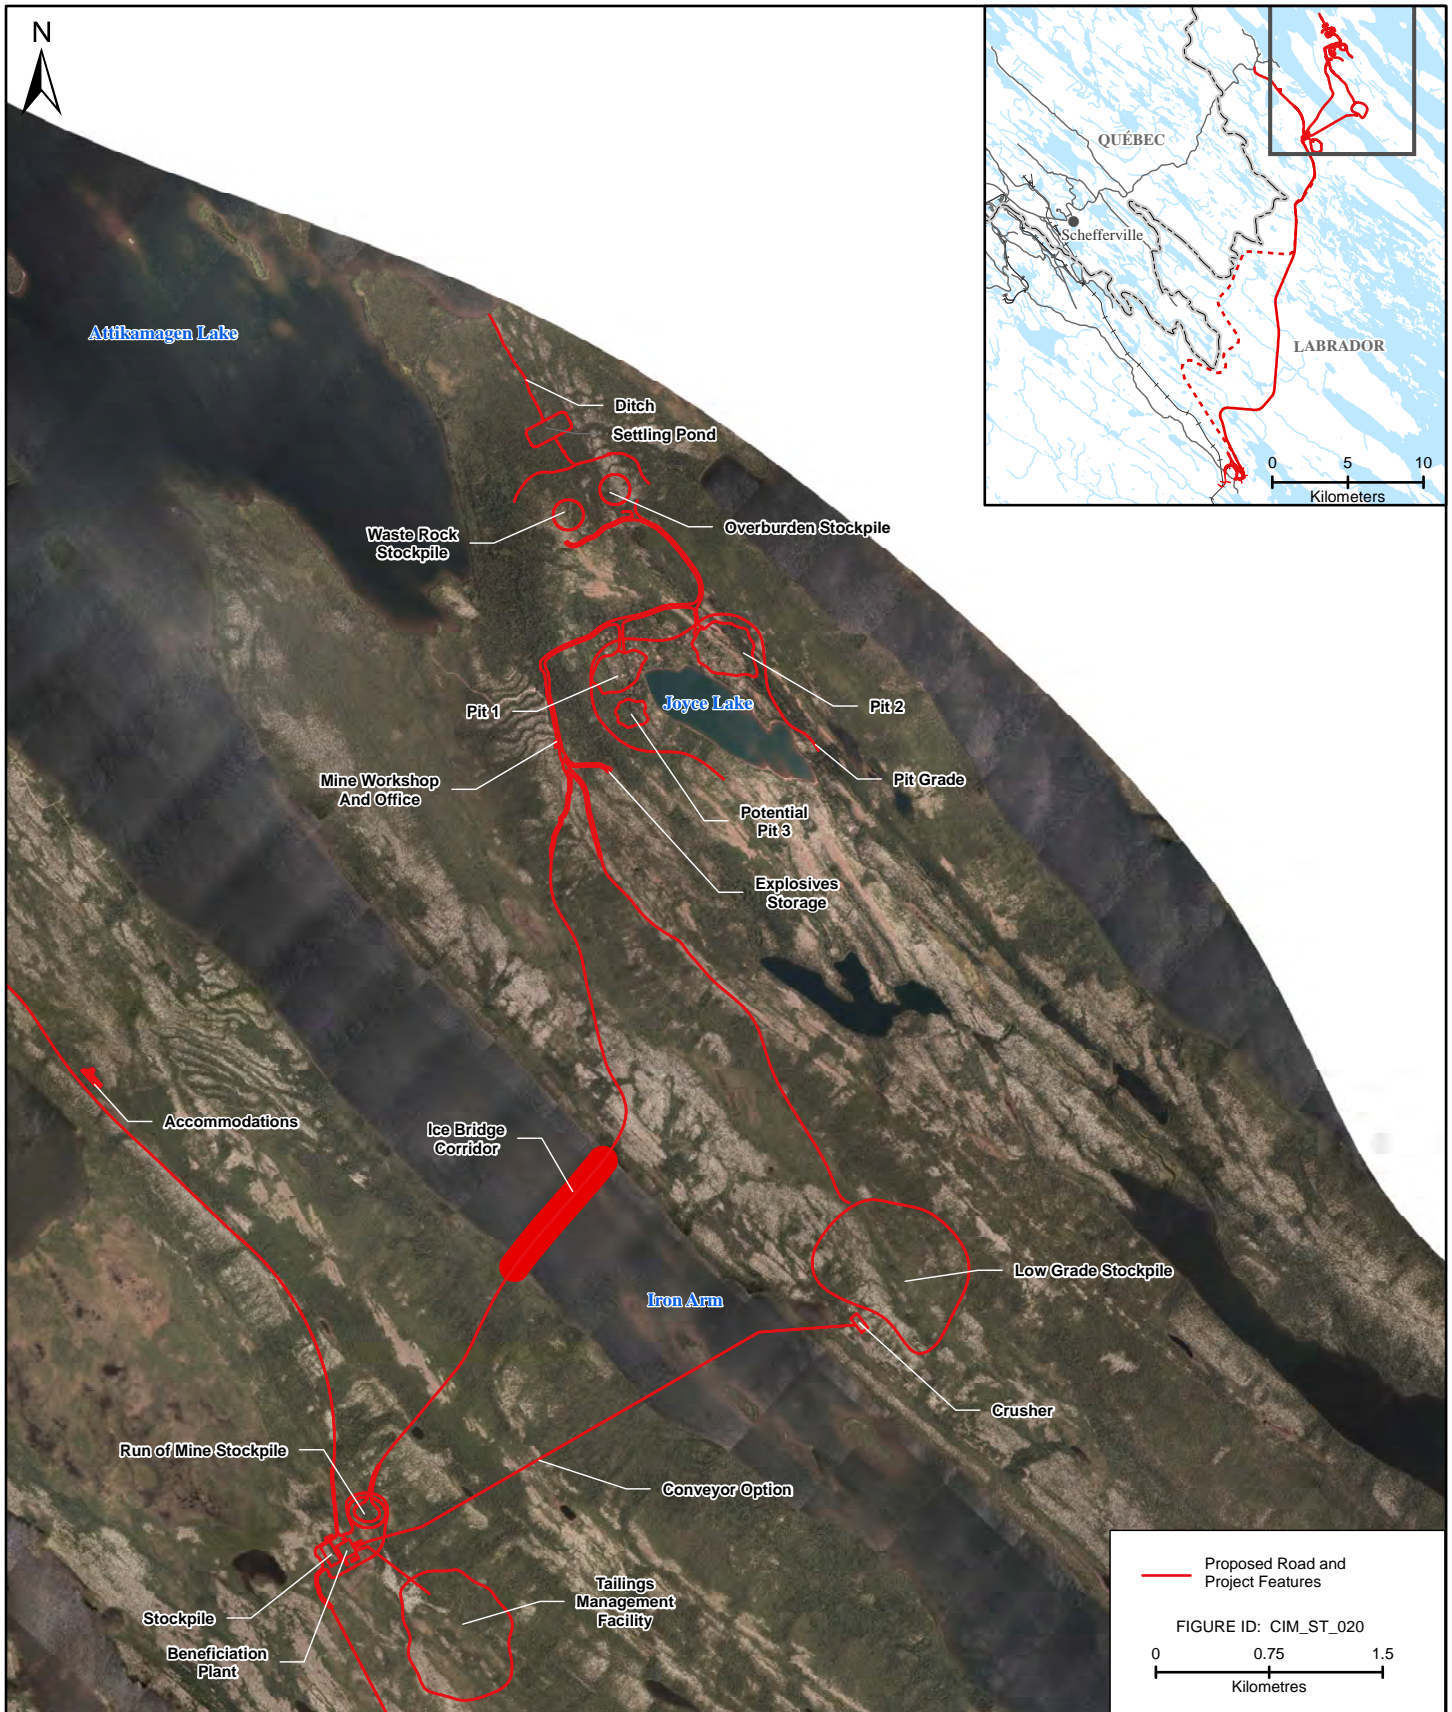 N
QUÉBEC
Schefferville
LABRADOR
0 5 10
Kilometers
Attikamagen Lake
Ditch
Settling Pond
Waste Rock
Stockpile
Overburden Stockpile
Pit 1
Joyce Lake
Pit 2
Mine Workshop
And Office
Pit Grade
Potential
Pit 3
Explosives
Storage
Accommodations
Ice Bridge
Corridor
Low Grade Stockpile
Iron Arm
Crusher
Run of Mine Stockpile
Conveyor Option
Tailings
Management
Facility
Stockpile
Beneficiation
Plant
Proposed Road and
Project Features
FIGURE ID: CIM_ST_020
0 0.75 1.5
Kilometres